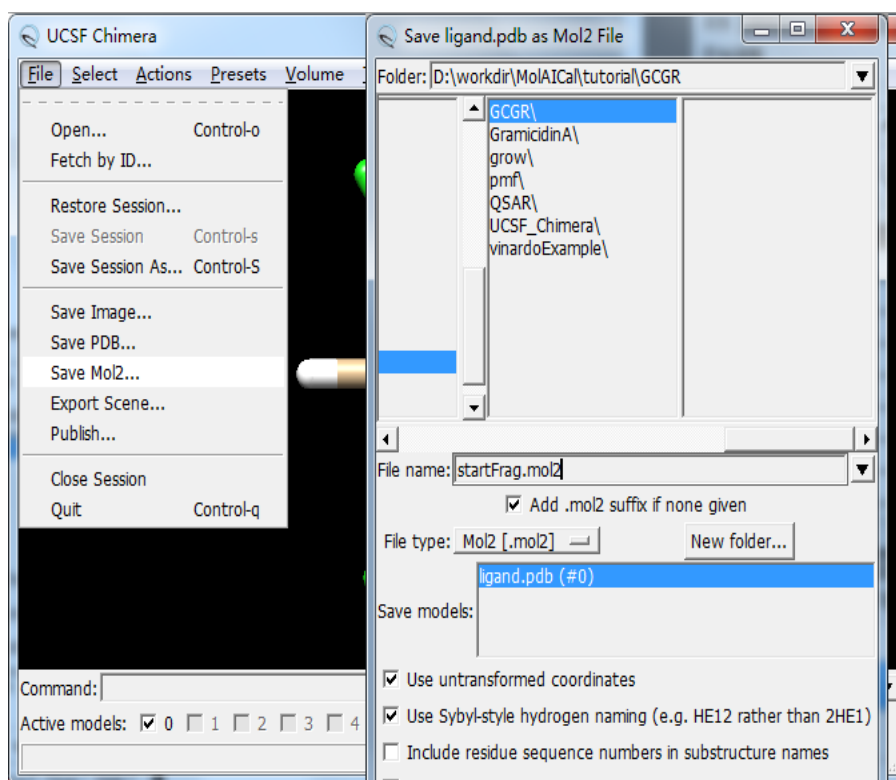 UCSF Chimera
File Select Actions Presets Volume
Open... Control-o
Fetch by ID...
Restore Session...
Save Session Control-s
Save Session As... Control-S
Save Image...
Save PDB...
Save Mol2...
Export Scene...
Publish...
Close Session
Quit Control-q
Command:
Active models: 0 1 2 3 4
Save ligand.pdb as Mol2 File
Folder: D:\workdir\MolAICal\tutorial\GCGR
GCGR\
GramicidinA\
grow\
pmf\
QSAR\
UCSF_Chimera\
vinardoExample\
File name: startFrag.mol2
Add .mol2 suffix if none given
File type: Mol2 [.mol2] New folder...
ligand.pdb (#0)
Save models:
Use untransformed coordinates
Use Sybyl-style hydrogen naming (e.g. HE12 rather than 2HE1)
Include residue sequence numbers in substructure names